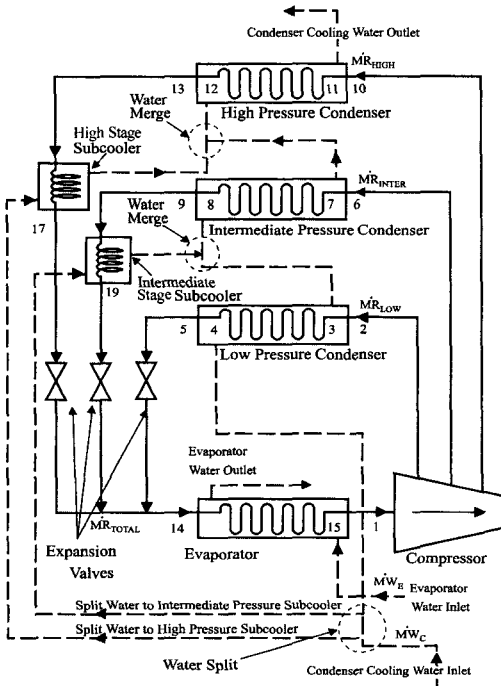 Condenser Cooling Water Outlet
ṀR_HIGH
13
12
11
10
High Pressure Condenser
Water
Merge
High Stage
Subcooler
ṀR_INTER
9
8
7
6
Water
Merge
Intermediate Pressure Condenser
17
19
Intermediate
Stage Subcooler
ṀR_LOW
5
4
3
2
Low Pressure Condenser
Evaporator
Water Outlet
ṀR_TOTAL
14
15
1
Expansion
Valves
Evaporator
Compressor
ṀW_E
Evaporator
Water Inlet
Split Water to Intermediate Pressure Subcooler
Split Water to High Pressure Subcooler
ṀW_C
Water Split
Condenser Cooling Water Inlet